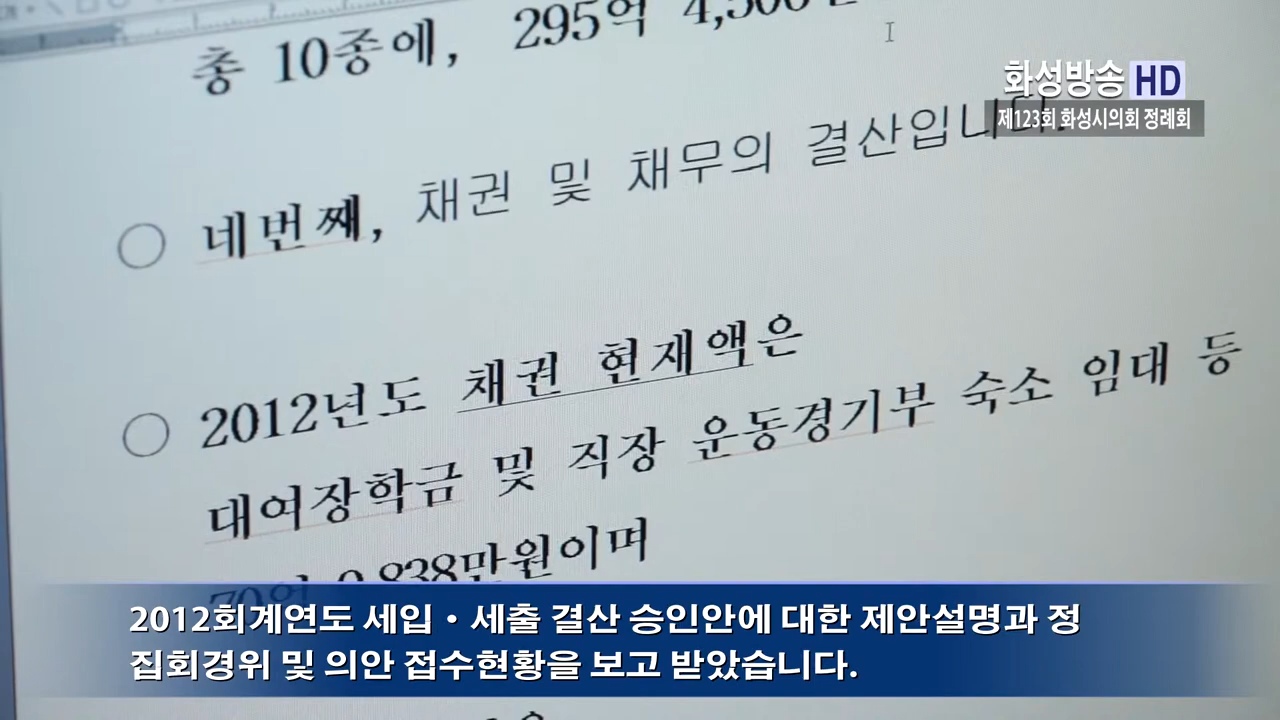 총 10종에, 295억
화성방송 HD
제123회 화성시의회 정례회
○ 네번째, 채권 및 채무의 결산입니다.
○ 2012년도 채권 현재액은
대여장학금 및 직장 운동경기부 숙소 임대 등
70억 9,838만원이며
2012회계연도 세입・세출 결산 승인안에 대한 제안설명과 정
집회경위 및 의안 접수현황을 보고 받았습니다.